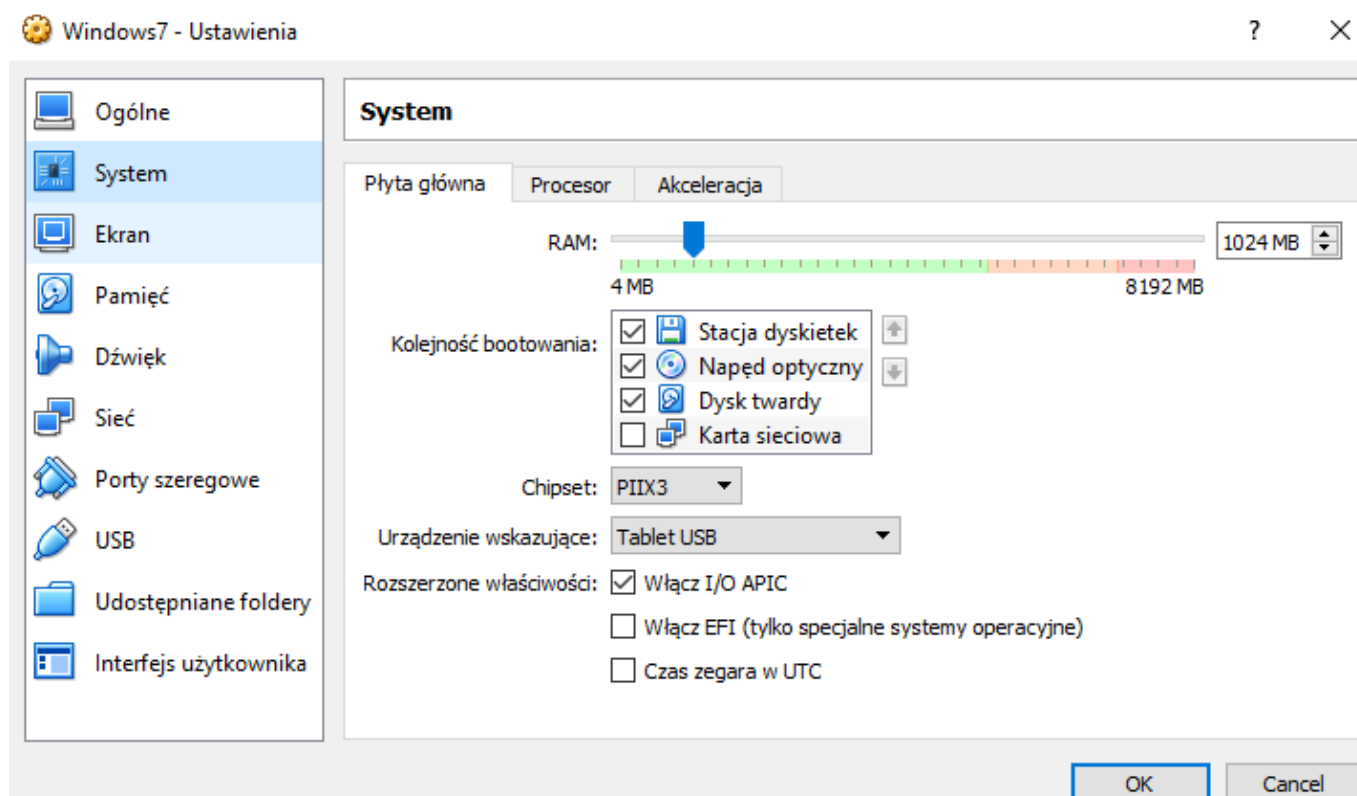 Windows7 - Ustawienia
?
Ogólne
System
Ekran
Pamięć
Dźwięk
Sieć
Porty szeregowe
USB
Udostępniane foldery
Interfejs użytkownika
System
Płyta główna
Procesor
Akceleracja
RAM:
1024 MB
4 MB
8192 MB
Kolejność bootowania:
Stacja dyskietek
Napęd optyczny
Dysk twardy
Karta sieciowa
Chipset:
PIIX3
Urządzenie wskazujące:
Tablet USB
Rozszerzone właściwości:
Włącz I/O APIC
Włącz EFI (tylko specjalne systemy operacyjne)
Czas zegara w UTC
OK
Cancel